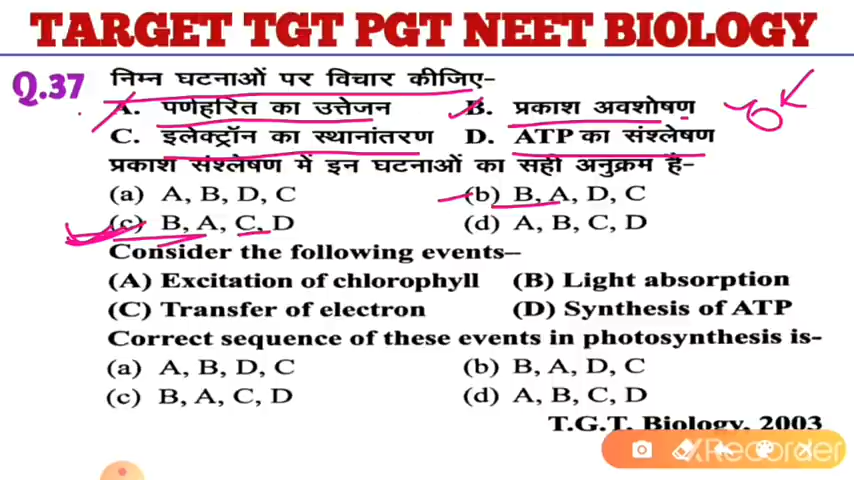 TARGET TGT PGT NEET BIOLOGY
Q.37 निम्न घटनाओं पर विचार कीजिए-
A. पर्णहरित का उत्तेजन B. प्रकाश अवशोषण
C. इलेक्ट्रॉन का स्थानांतरण D. ATP का संश्लेषण
प्रकाश संश्लेषण में इन घटनाओं का सही अनुक्रम है-
(a) A, B, D, C (b) B, A, D, C
(c) B, A, C, D (d) A, B, C, D
Consider the following events–
(A) Excitation of chlorophyll (B) Light absorption
(C) Transfer of electron (D) Synthesis of ATP
Correct sequence of these events in photosynthesis is-
(a) A, B, D, C (b) B, A, D, C
(c) B, A, C, D (d) A, B, C, D
T.G.T. Biology, 2003
XRecorder